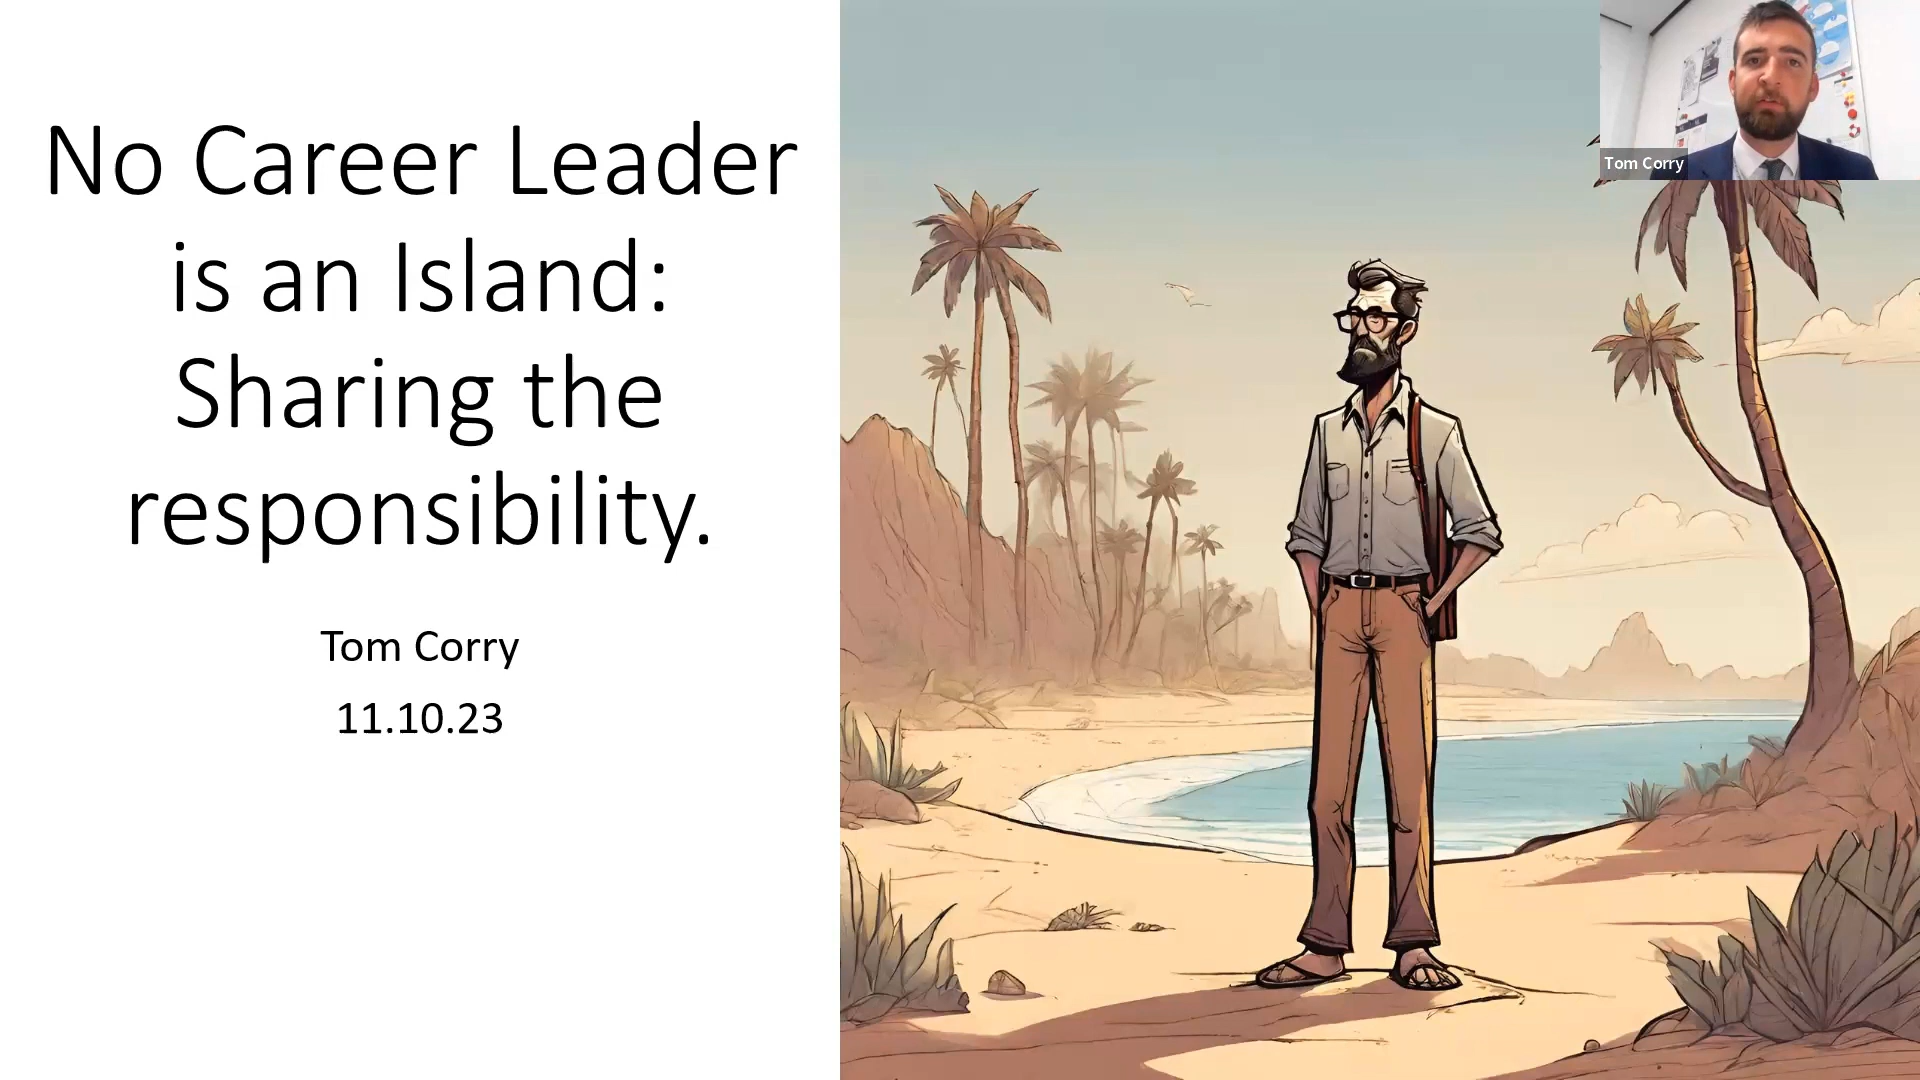 No Career Leader
is an Island:
Sharing the
responsibility.
Tom Corry
11.10.23
Tom Corry